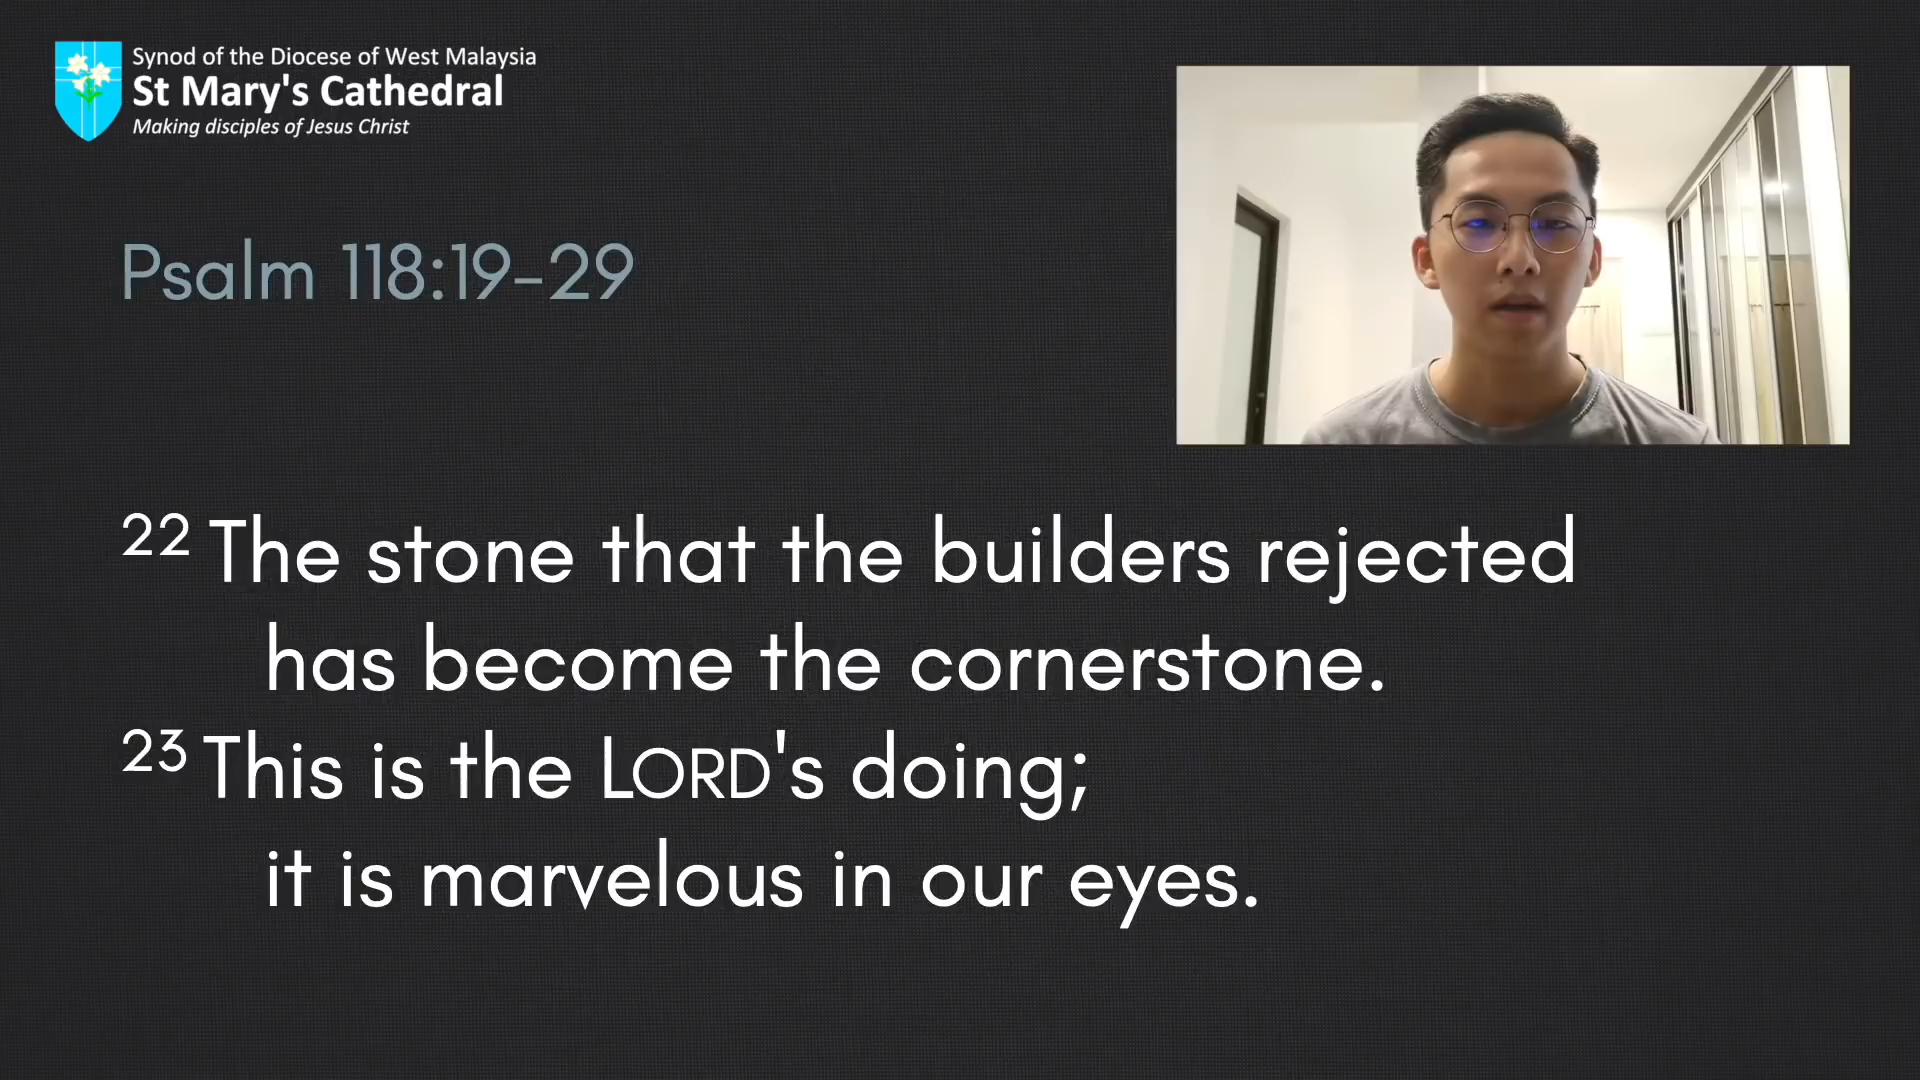 Synod of the Diocese of West Malaysia
St Mary's Cathedral
Making disciples of Jesus Christ
Psalm 118:19-29
22 The stone that the builders rejected
has become the cornerstone.
23 This is the LORD's doing;
it is marvelous in our eyes.